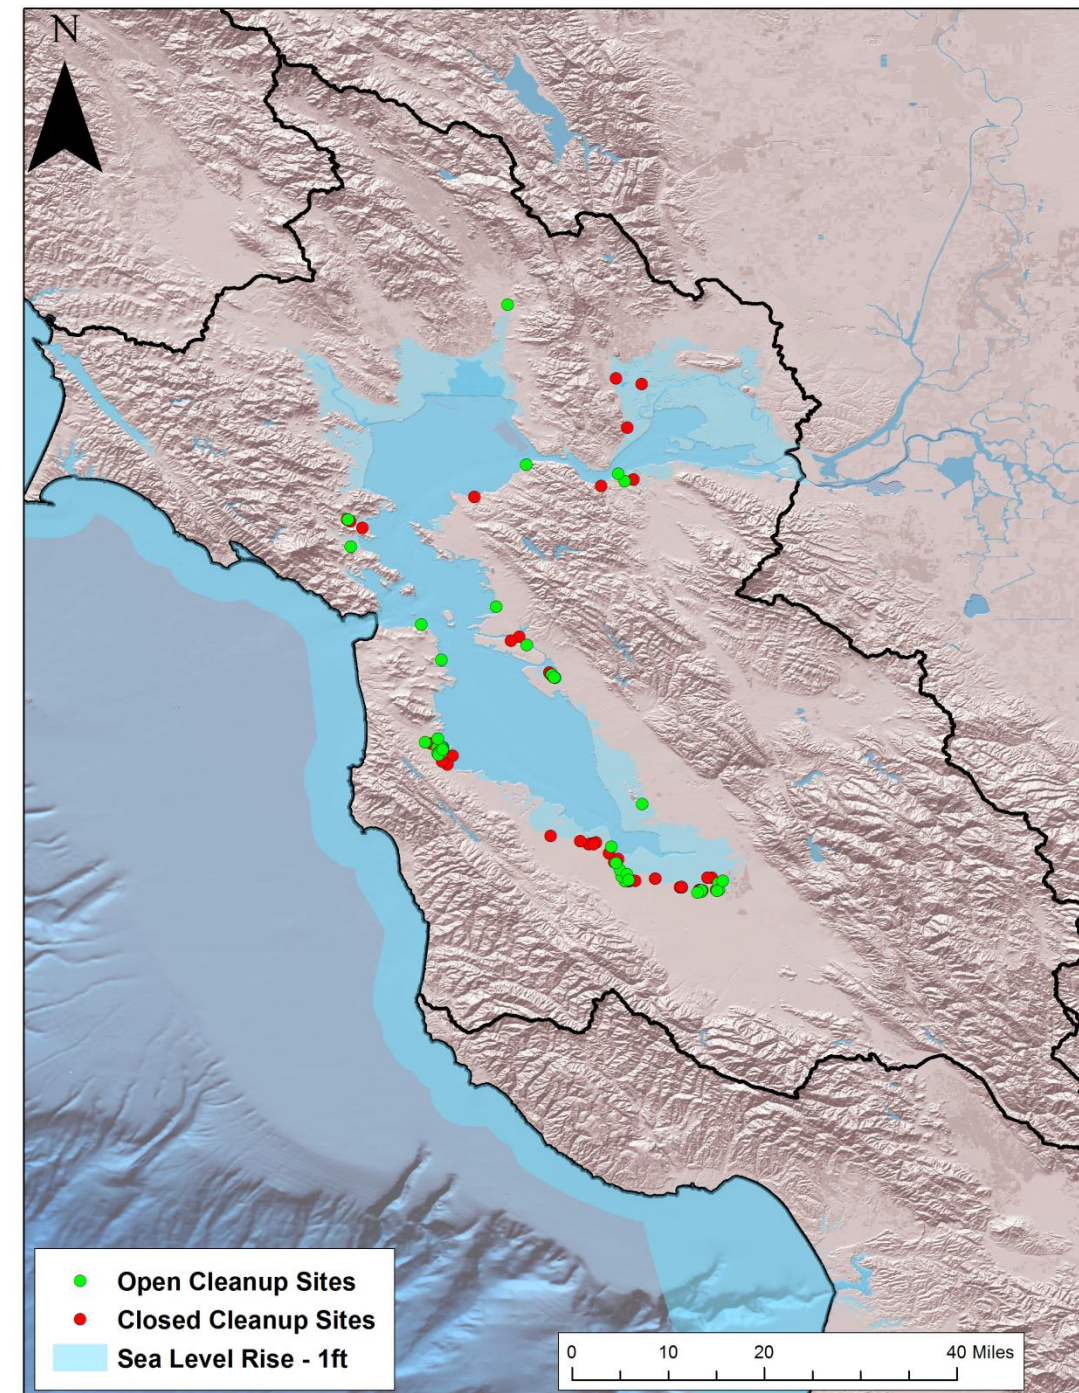 N
Open Cleanup Sites
Closed Cleanup Sites
Sea Level Rise - 1ft
0 10 20 40 Miles